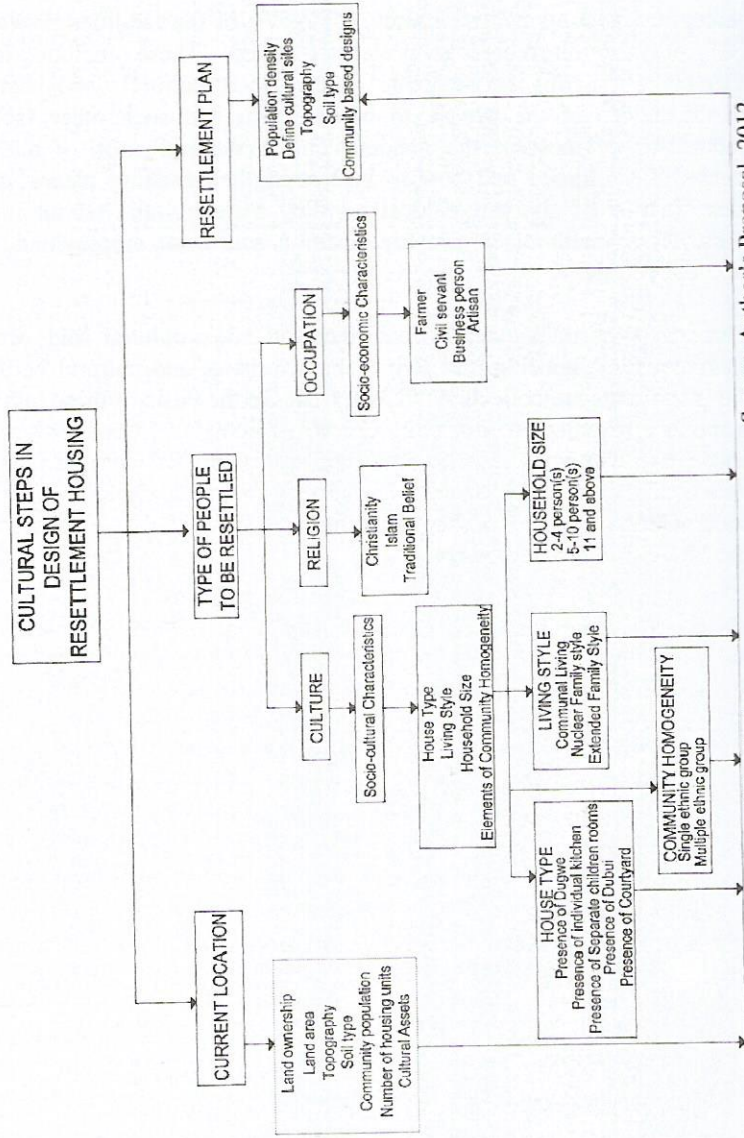 CULTURAL STEPS IN
DESIGN OF
RESETTLEMENT HOUSING
CURRENT LOCATION
Land ownership
Land area
Topography
Soil type
Community population
Number of housing units
Cultural Assets
TYPE OF PEOPLE
TO BE RESETTLED
CULTURE
Socio-cultural Characteristics
House Type
Living Style
Household Size
Elements of Community Homogeneity
HOUSE TYPE
Presence of Dugwe
Presence of Individual kitchen
Presence of Separate children rooms
Presence of Dubui
Presence of Courtyard
COMMUNITY HOMOGENEITY
Single ethnic group
Multiple ethnic group
LIVING STYLE
Communal Living
Nuclear Family style
Extended Family Style
HOUSEHOLD SIZE
2-4 person(s)
5-10 person(s)
11 and above
RELIGION
Christianity
Islam
Traditional Belief
OCCUPATION
Socio-economic Characteristics
Farmer
Civil servant
Business person
Artisan
RESETTLEMENT PLAN
Population density
Define cultural sites
Topography
Soil type
Community based designs